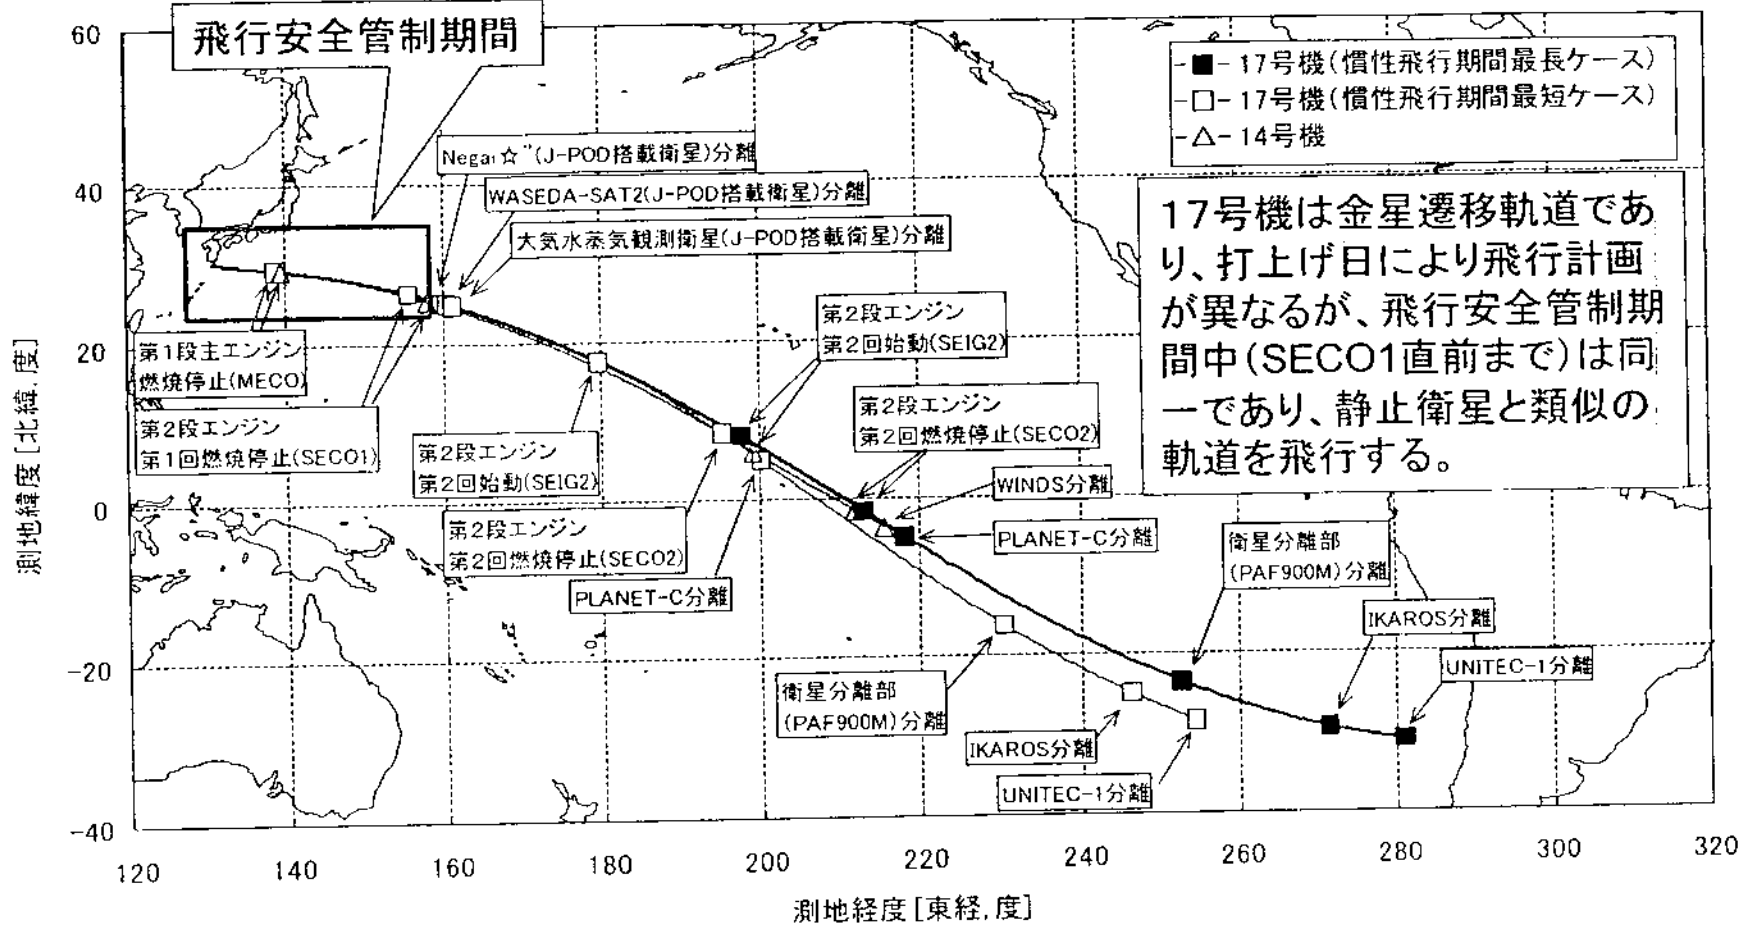 飛行安全管制期間
-■- 17号機(慣性飛行期間最長ケース)
-□- 17号機(慣性飛行期間最短ケース)
-△- 14号機
17号機は金星遷移軌道であ
り、打上げ日により飛行計画
が異なるが、飛行安全管制期
間中(SECO1直前まで)は同
一であり、静止衛星と類似の
軌道を飛行する。
Negai☆"(J-POD搭載衛星)分離
WASEDA-SAT2(J-POD搭載衛星)分離
大気水蒸気観測衛星(J-POD搭載衛星)分離
第1段主エンジン
燃焼停止(MECO)
第2段エンジン
第1回燃焼停止(SECO1)
第2段エンジン
第2回始動(SEIG2)
第2段エンジン
第2回燃焼停止(SECO2)
PLANET-C分離
第2段エンジン
第2回始動(SEIG2)
第2段エンジン
第2回燃焼停止(SECO2)
WINDS分離
PLANET-C分離
衛星分離部
(PAF900M)分離
IKAROS分離
UNITEC-1分離
衛星分離部
(PAF900M)分離
IKAROS分離
UNITEC-1分離
測地緯度[北緯,度]
60
40
20
0
-20
-40
120
140
160
180
200
220
240
260
280
300
320
測地経度[東経,度]